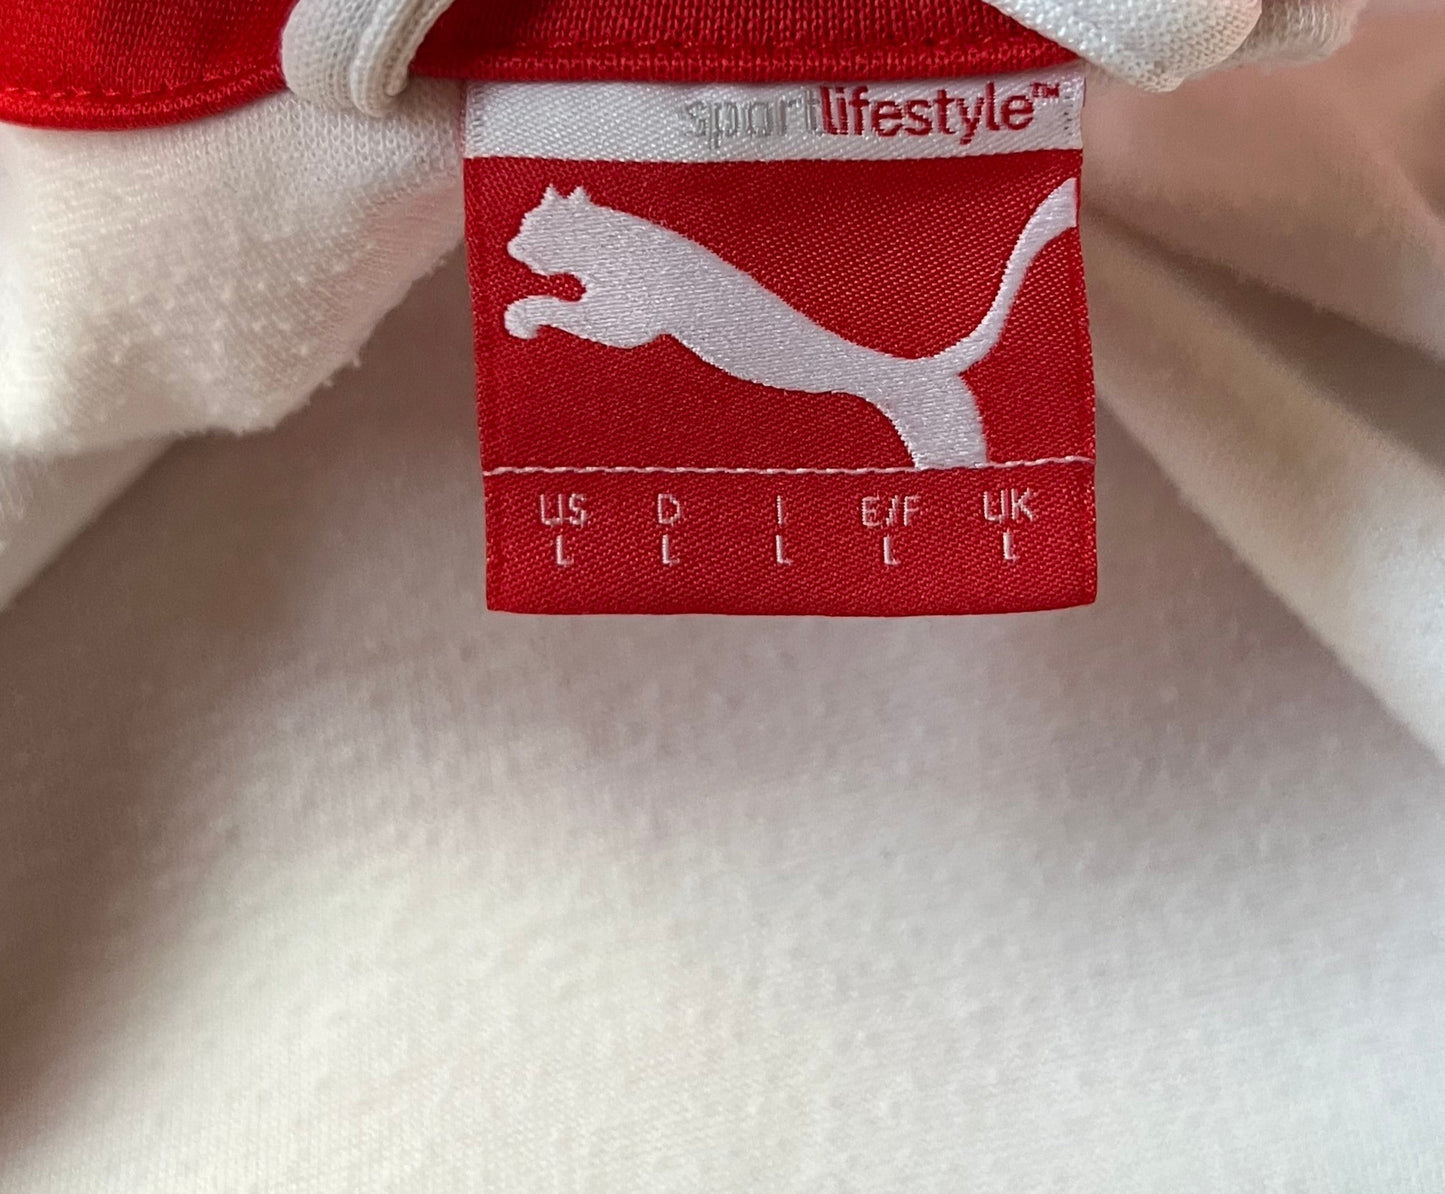 sportlifestyle™
US D I E/F UK
L L L L L